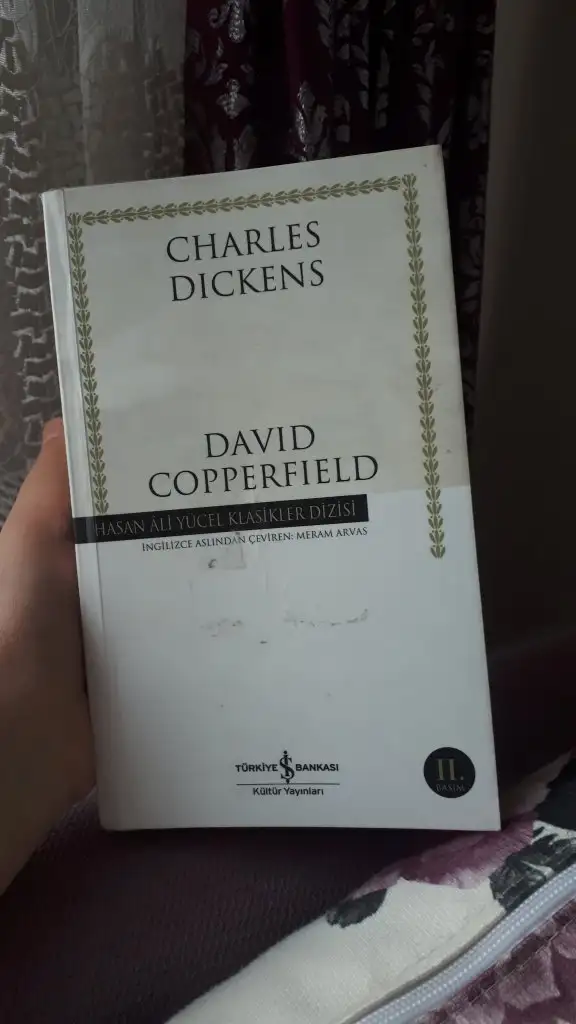 CHARLES
DICKENS
DAVID
COPPERFIELD
HASAN ÂLİ YÜCEL KLASİKLER DİZİSİ
İNGİLİZCE ASLINDAN ÇEVİREN: MERAM ARVAS
TÜRKİYE İŞ BANKASI
Kültür Yayınları
II.
BASIM